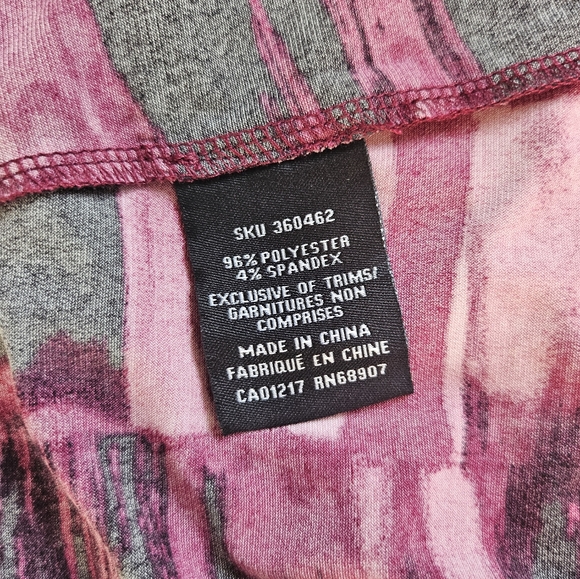 SKU 360462
96% POLYESTER
4% SPANDEX
EXCLUSIVE OF TRIMS/
GARNITURES NON
COMPRISES
MADE IN CHINA
FABRIQUÉ EN CHINE
CA01217 RN68907